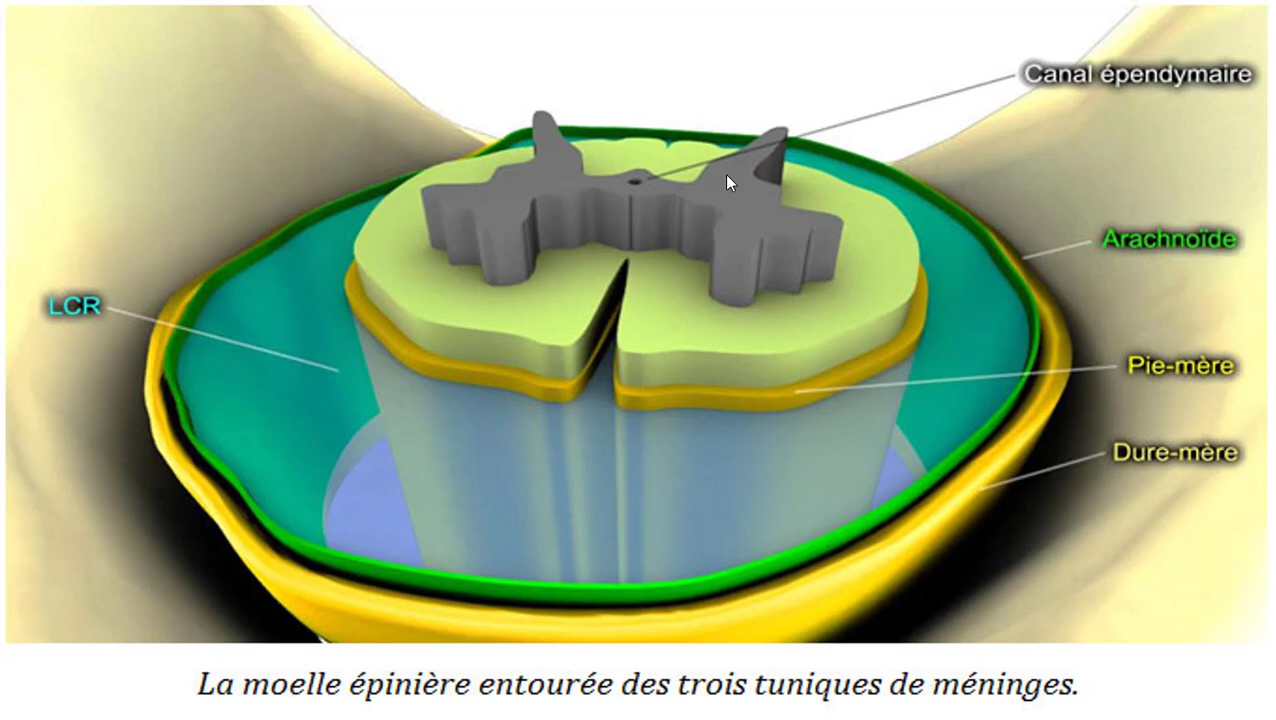 Canal épendymaire
Arachnoïde
LCR
Pie-mère
Dure-mère
La moelle épinière entourée des trois tuniques de méninges.